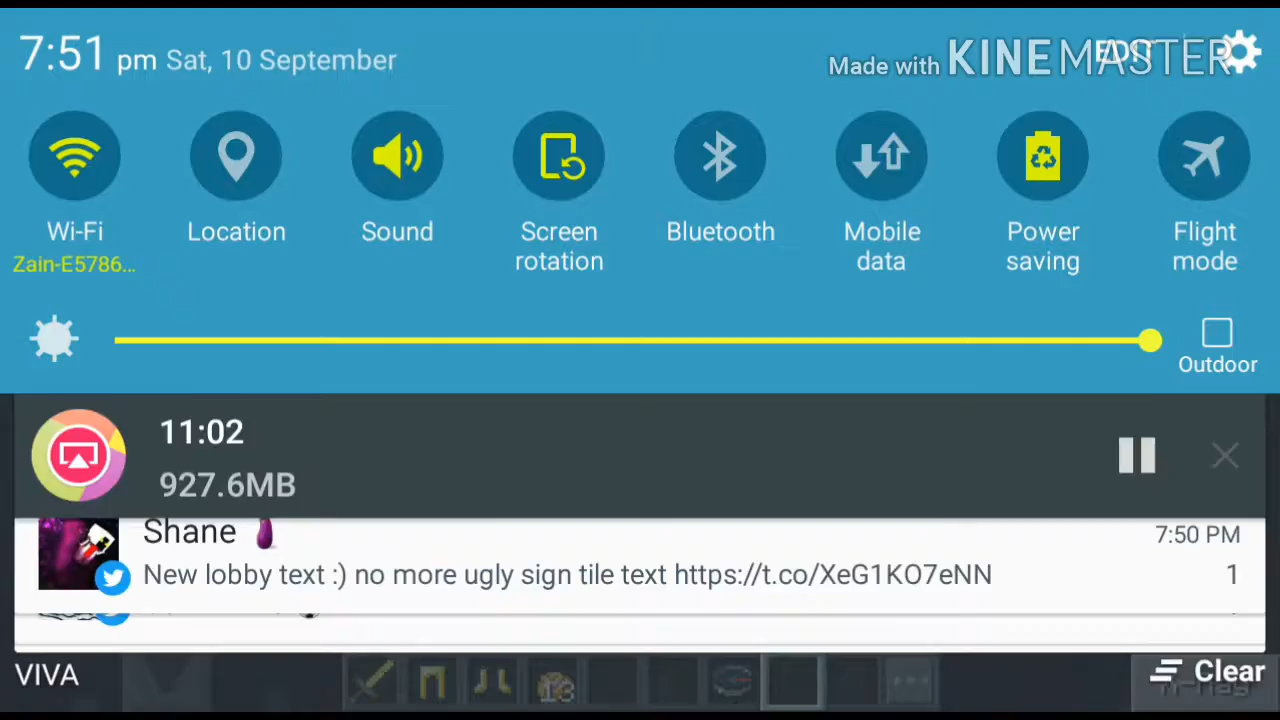 7:51 pm Sat, 10 September
Made with KINEMASTER
EDIT
Wi-Fi
Zain-E5786...
Location
Sound
Screen
rotation
Bluetooth
Mobile
data
Power
saving
Flight
mode
Outdoor
11:02
927.6MB
Shane 🍆
7:50 PM
New lobby text :) no more ugly sign tile text https://t.co/XeG1KO7eNN
1
VIVA
13
Clear